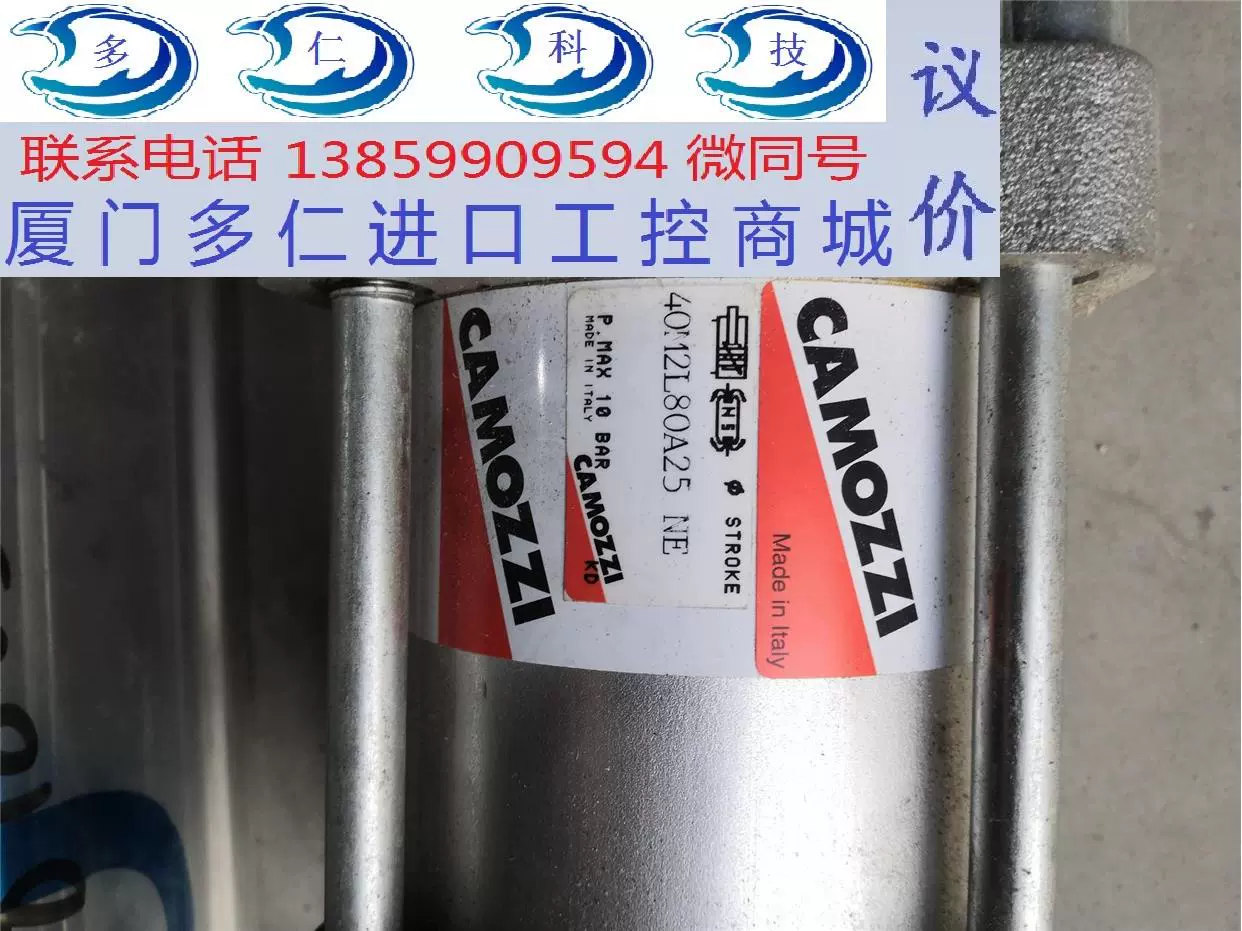 多 仁 科 技
议价
联系电话 13859909594 微同号
厦门多仁进口工控商城
CAMOZZI
P.MAX 10 BAR
MADE IN ITALY
CAMOZZI
KD
40M2L80A25 NE
Ø STROKE
CAMOZZI
Made in Italy